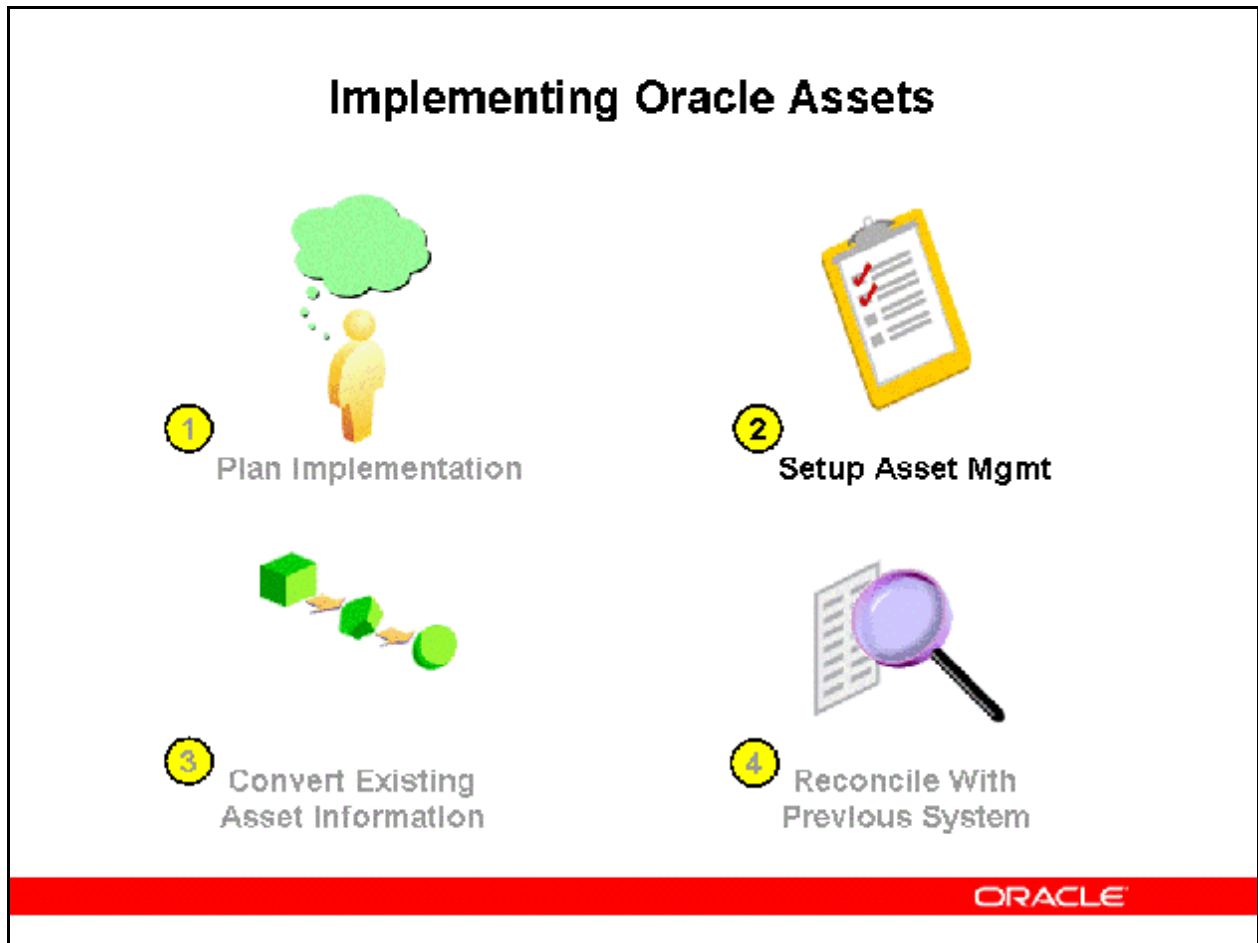 Implementing Oracle Assets
1
Plan Implementation
2
Setup Asset Mgmt
3
Convert Existing
Asset Information
4
Reconcile With
Previous System
ORACLE